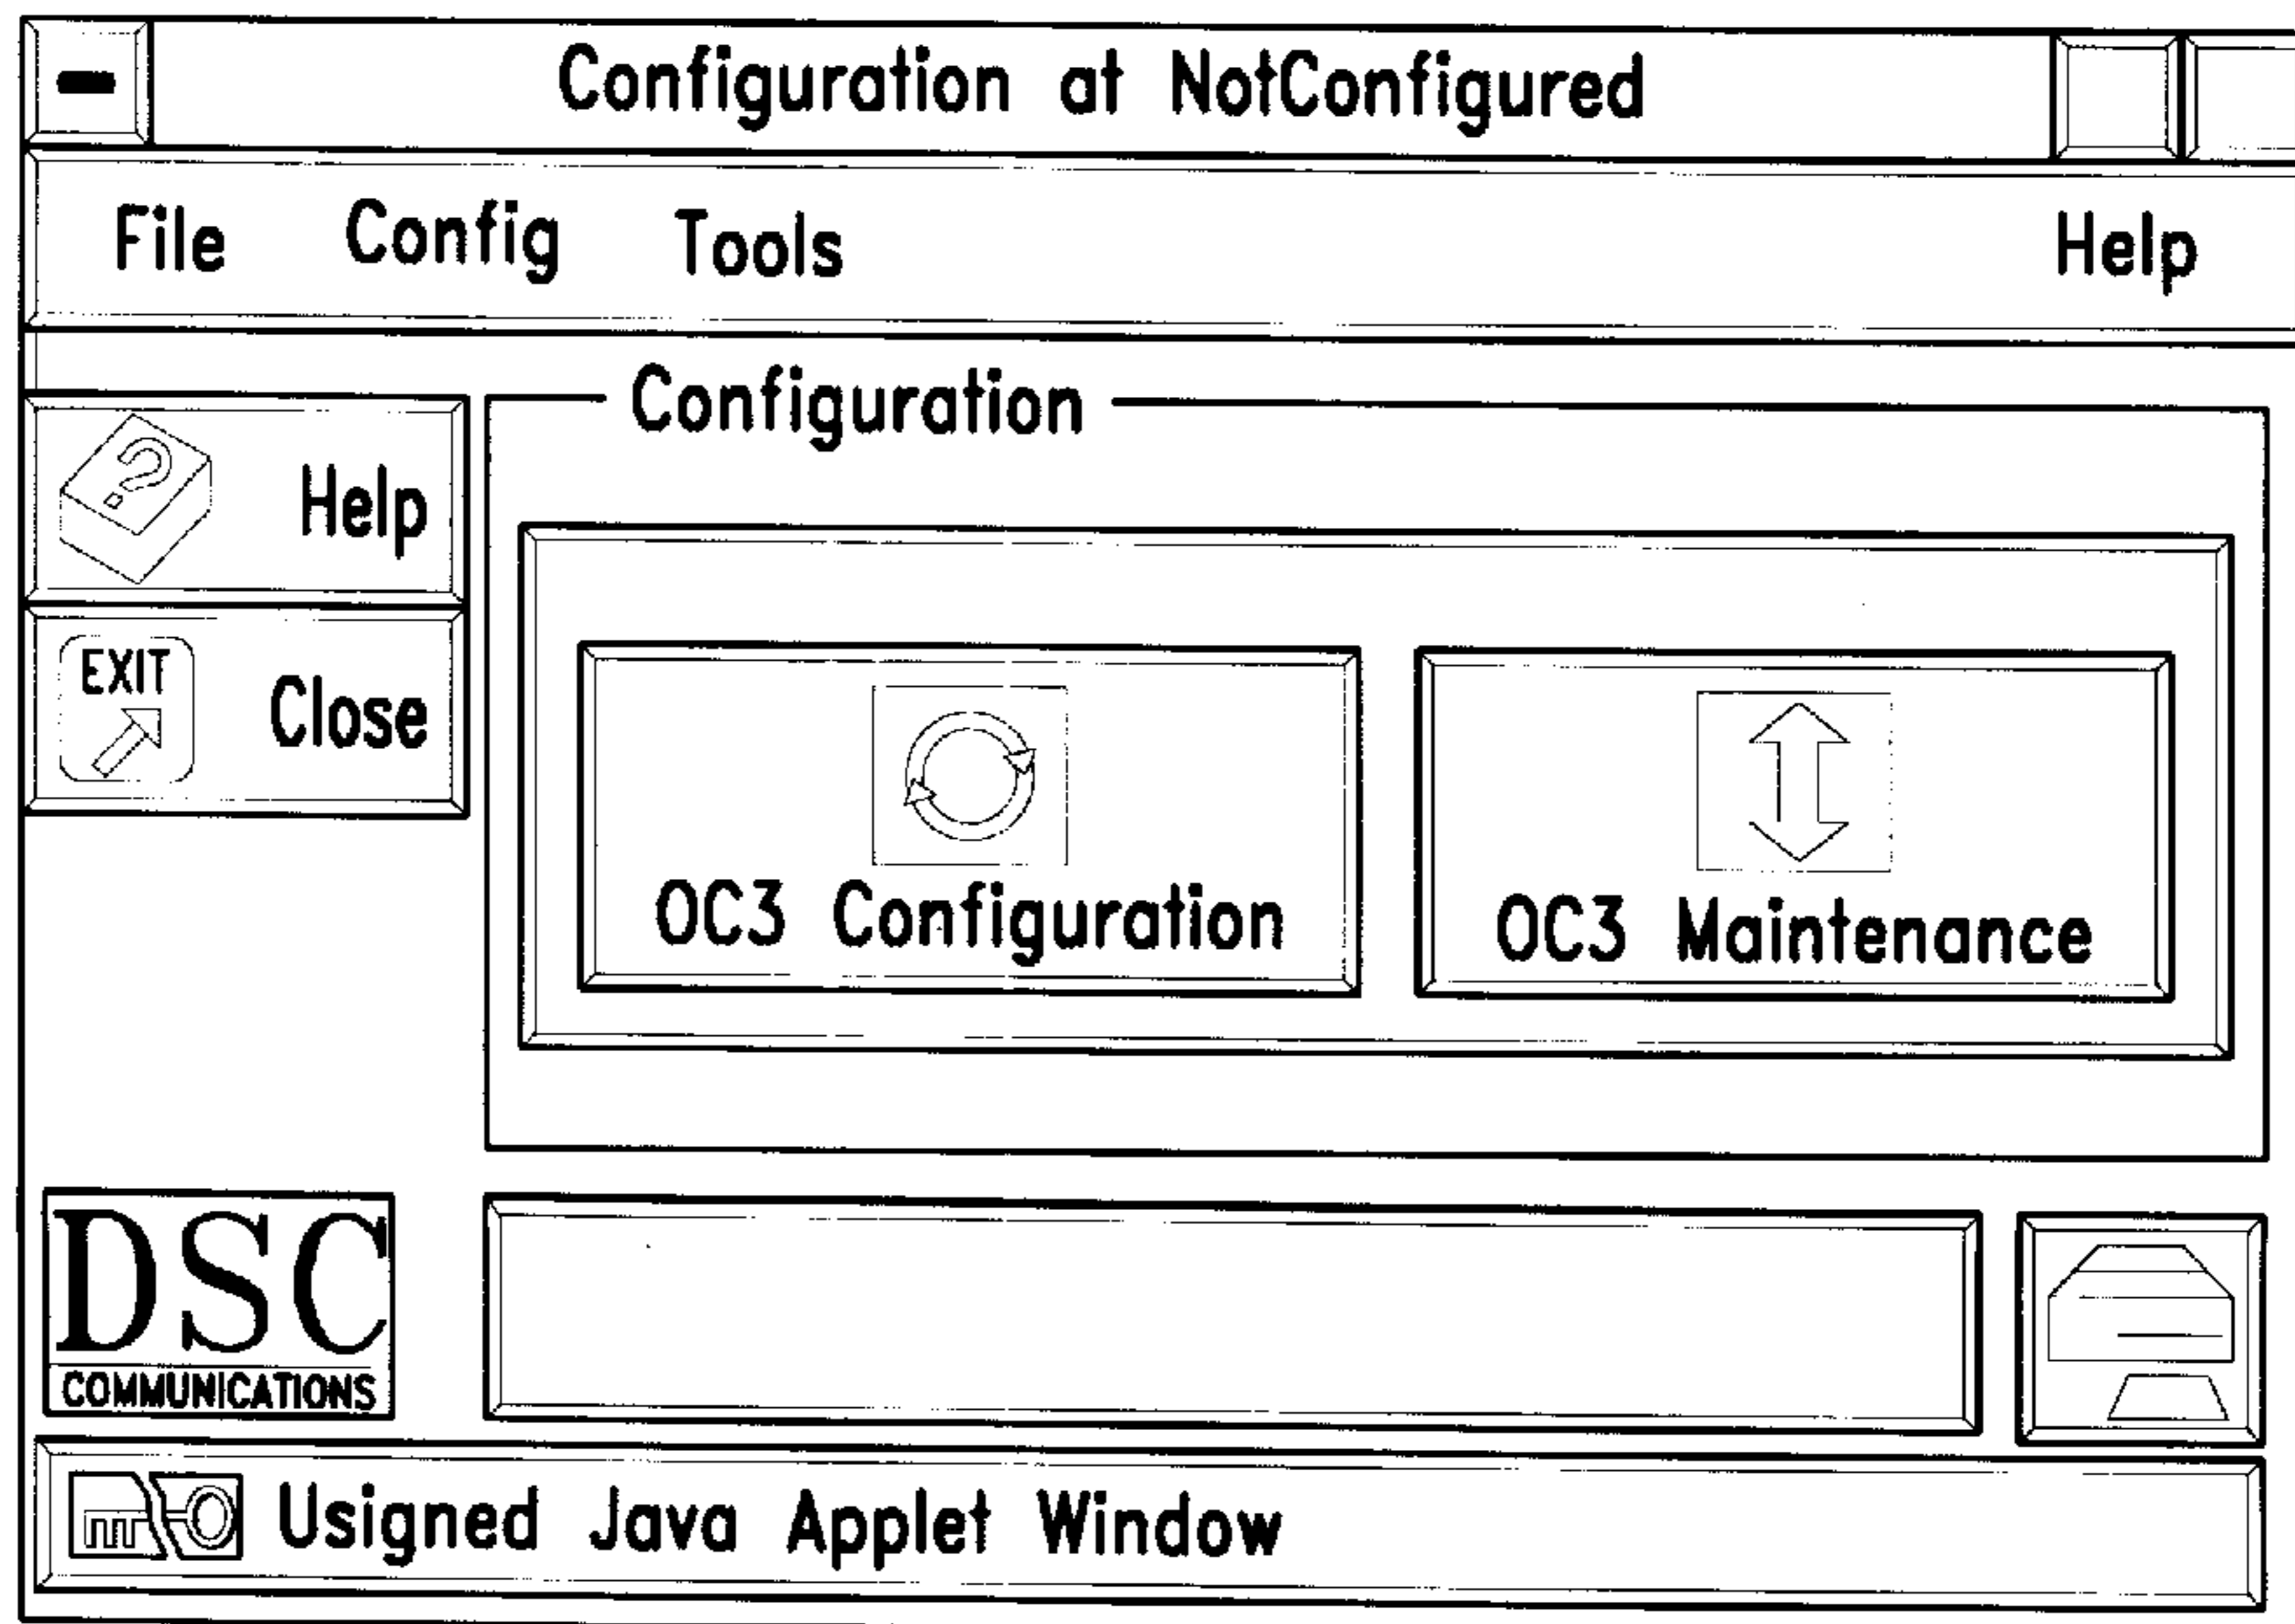 Configuration at NotConfigured
File Config Tools Help
Configuration
? Help
EXIT Close
OC3 Configuration OC3 Maintenance
DSC
COMMUNICATIONS
Usigned Java Applet Window